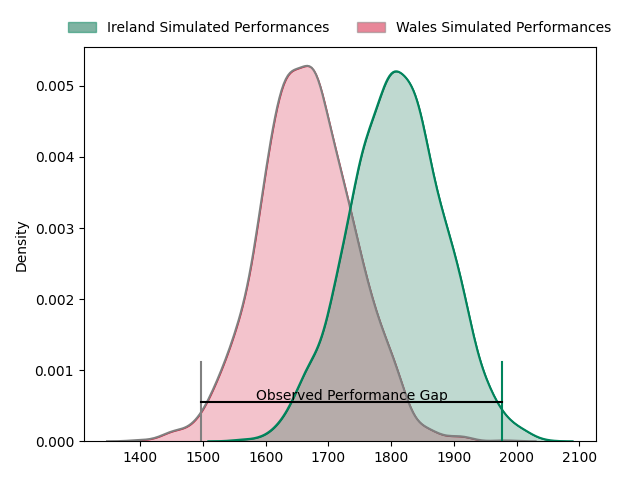 Ireland Simulated Performances
Wales Simulated Performances
0.005
0.004
0.003
0.002
0.001
0.000
Density
Observed Performance Gap
1400 1500 1600 1700 1800 1900 2000 2100